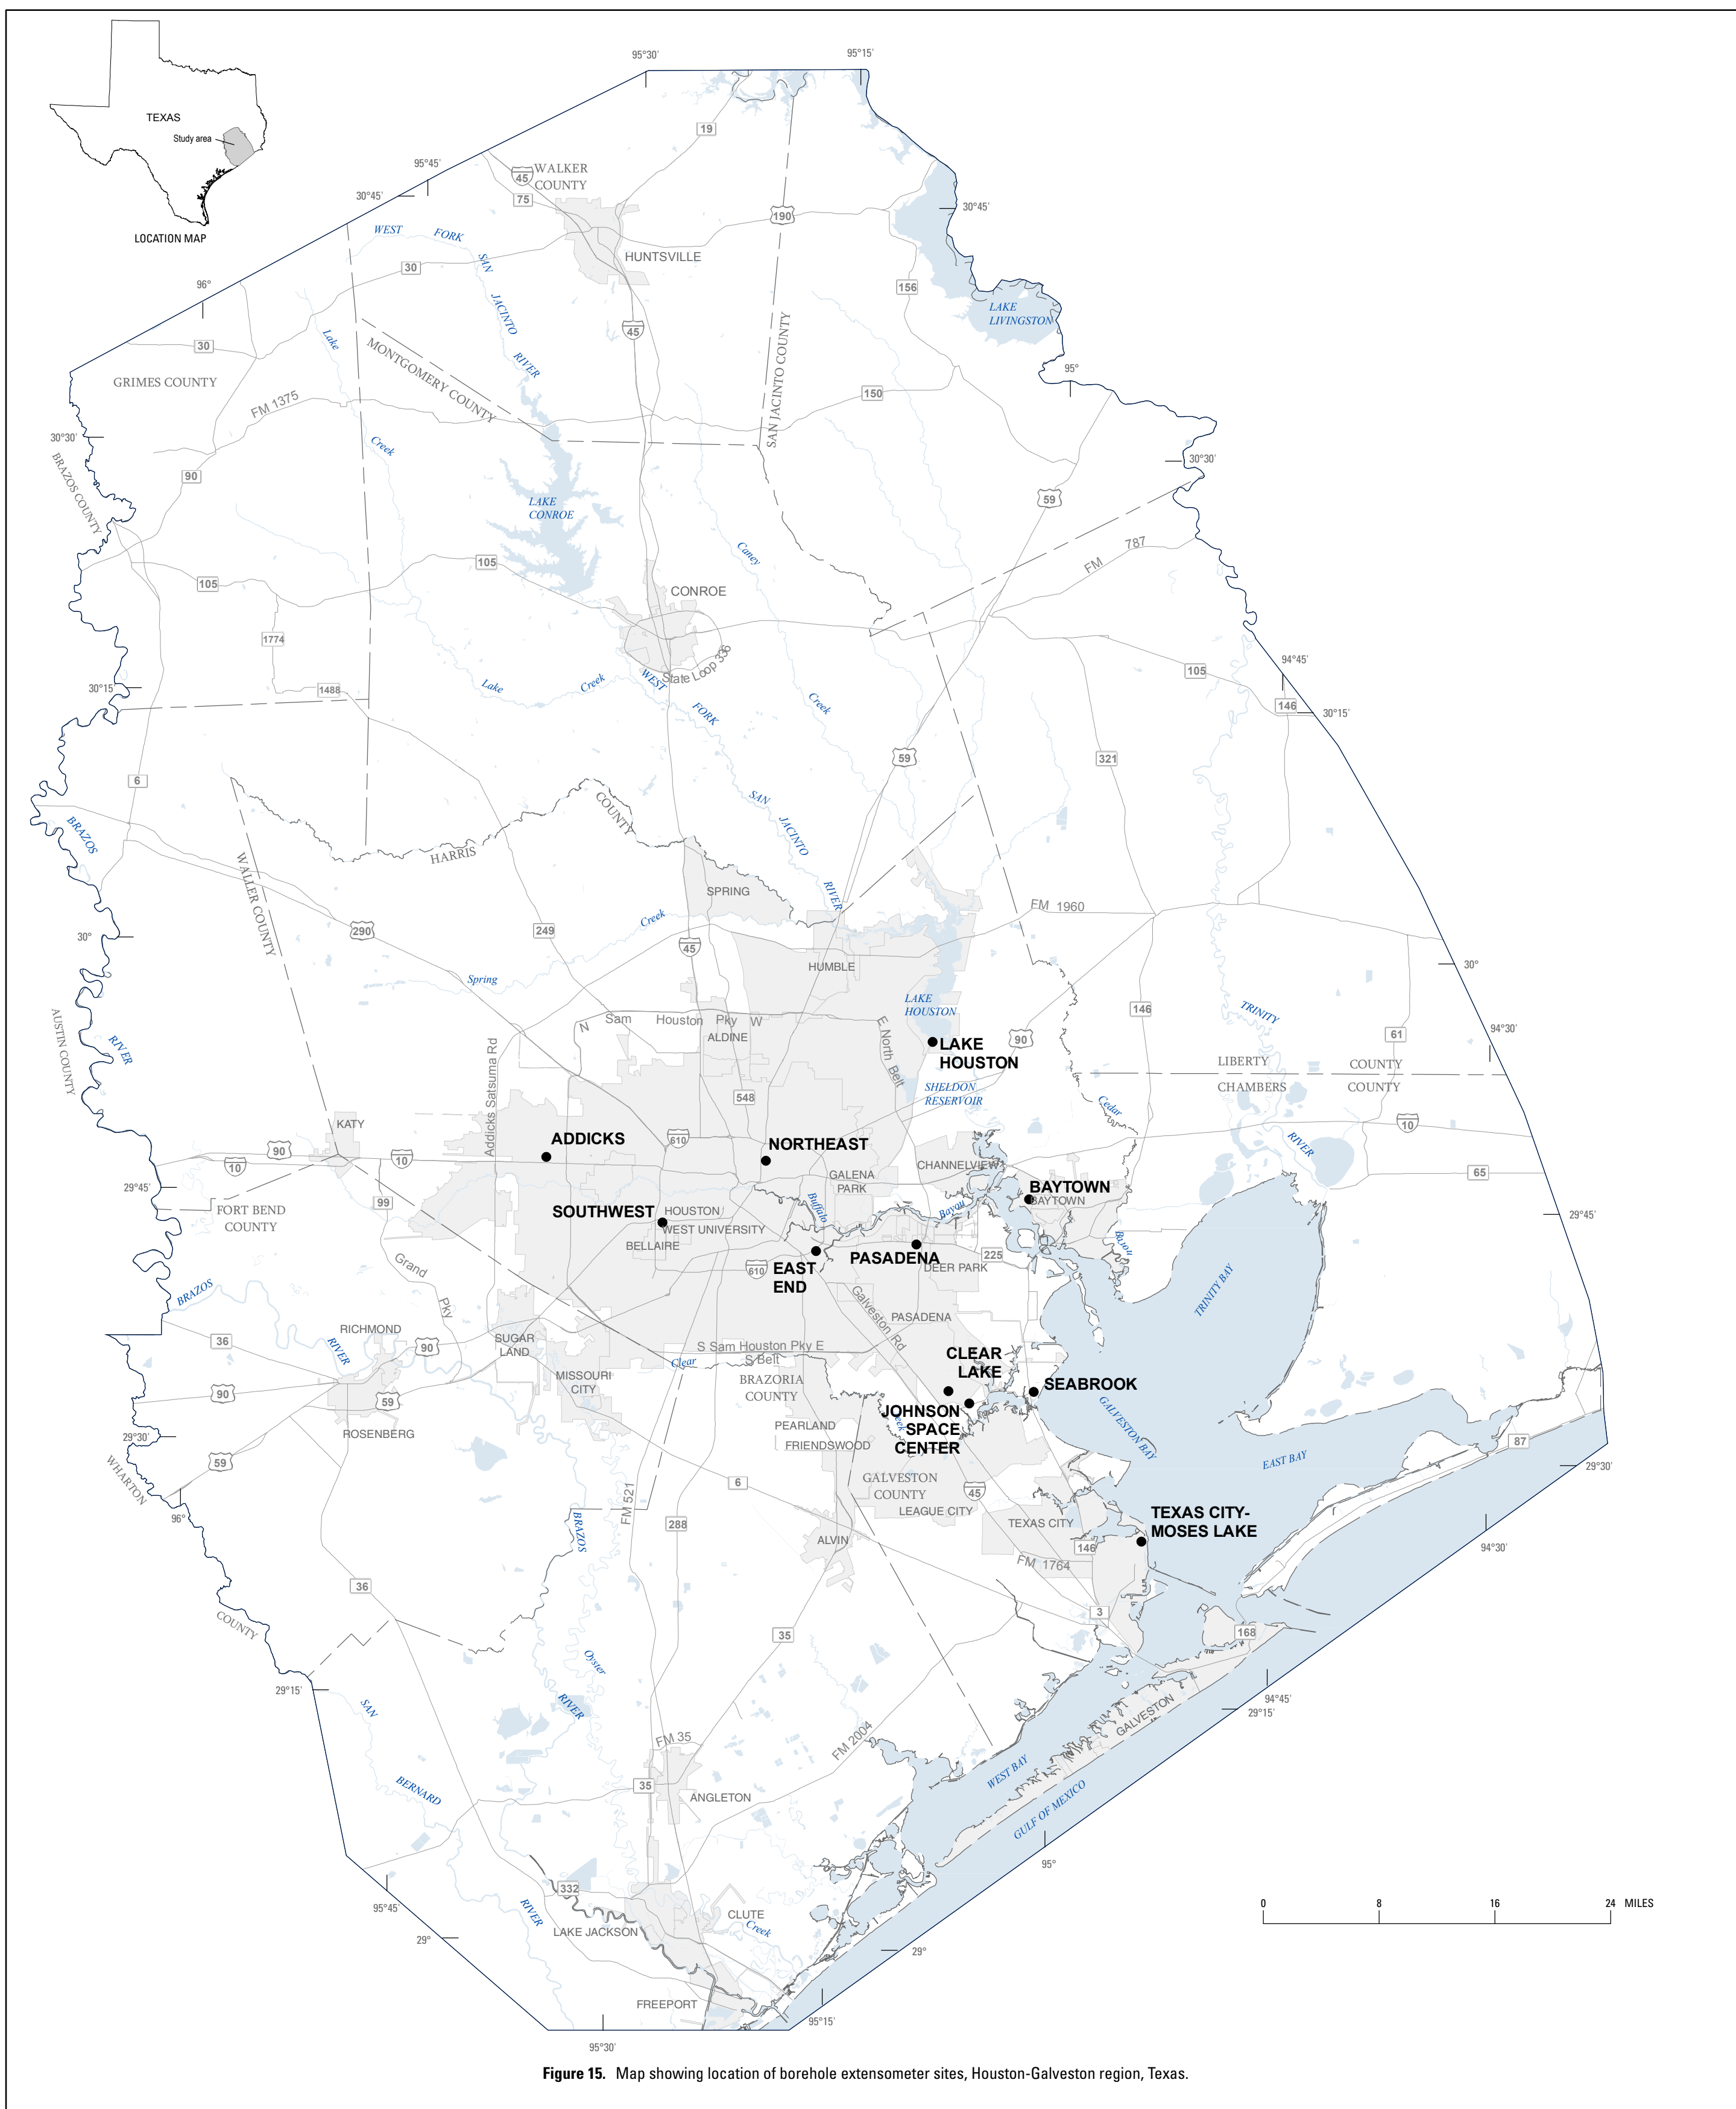 95°30'
95°15'
TEXAS
Study area
LOCATION MAP
19
95°45'
45
WALKER
COUNTY
75
30°45'
190
30°45'
WEST FORK SAN JACINTO RIVER
HUNTSVILLE
30
96°
156
LAKE
LIVINGSTON
45
Lake
Creek
30
MONTGOMERY COUNTY
SAN JACINTO COUNTY
GRIMES COUNTY
95°
150
FM 1375
30°30'
BRAZOS COUNTY
30°30'
90
59
LAKE
CONROE
Caney
Creek
FM 787
105
105
CONROE
1774
State Loop 336
94°45'
105
30°15'
1488
Lake
Creek
WEST
FORK
SAN
JACINTO
RIVER
146
30°15'
59
321
6
BRAZOS
RIVER
COUNTY
HARRIS
WALLER COUNTY
SPRING
FM 1960
Creek
290
249
45
30°
30°
HUMBLE
Spring
LAKE
HOUSTON
146
TRINITY
RIVER
AUSTIN COUNTY
N Sam Houston Pky W
ALDINE
E North Belt
94°30'
61
90
LAKE
HOUSTON
Addicks Satsuma Rd
LIBERTY COUNTY
CHAMBERS COUNTY
SHELDON
RESERVOIR
548
Cedar
Bayou
KATY
10
ADDICKS
610
NORTHEAST
90
10
10
CHANNELVIEW
65
GALENA
PARK
29°45'
BAYTOWN
BAYTOWN
99
Buffalo
Bayou
FORT BEND
COUNTY
SOUTHWEST
HOUSTON
WEST UNIVERSITY
29°45'
BELLAIRE
PASADENA
225
DEER PARK
610
EAST
END
Grand
Pky
BRAZOS
RIVER
TRINITY BAY
Galveston Rd
PASADENA
RICHMOND
36
90
SUGAR
LAND
S Sam Houston Pky E
S Belt
Clear
CLEAR
LAKE
MISSOURI
CITY
BRAZORIA
COUNTY
SEABROOK
90
59
JOHNSON
SPACE
CENTER
GALVESTON BAY
PEARLAND
ROSENBERG
29°30'
FRIENDSWOOD
87
59
EAST BAY
29°30'
WHARTON
COUNTY
GALVESTON
COUNTY
6
45
LEAGUE CITY
FM 521
96°
BRAZOS
288
TEXAS CITY
TEXAS CITY-
MOSES LAKE
ALVIN
146
94°30'
FM 1764
36
3
168
35
Oyster
29°15'
RIVER
94°45'
29°15'
SAN
BERNARD
RIVER
GALVESTON
FM 35
FM 2004
WEST BAY
35
ANGLETON
GULF OF MEXICO
95°
332
95°45'
CLUTE
Creek
0 8 16 24 MILES
LAKE JACKSON
29°
29°
FREEPORT
95°15'
95°30'
Figure 15. Map showing location of borehole extensometer sites, Houston-Galveston region, Texas.